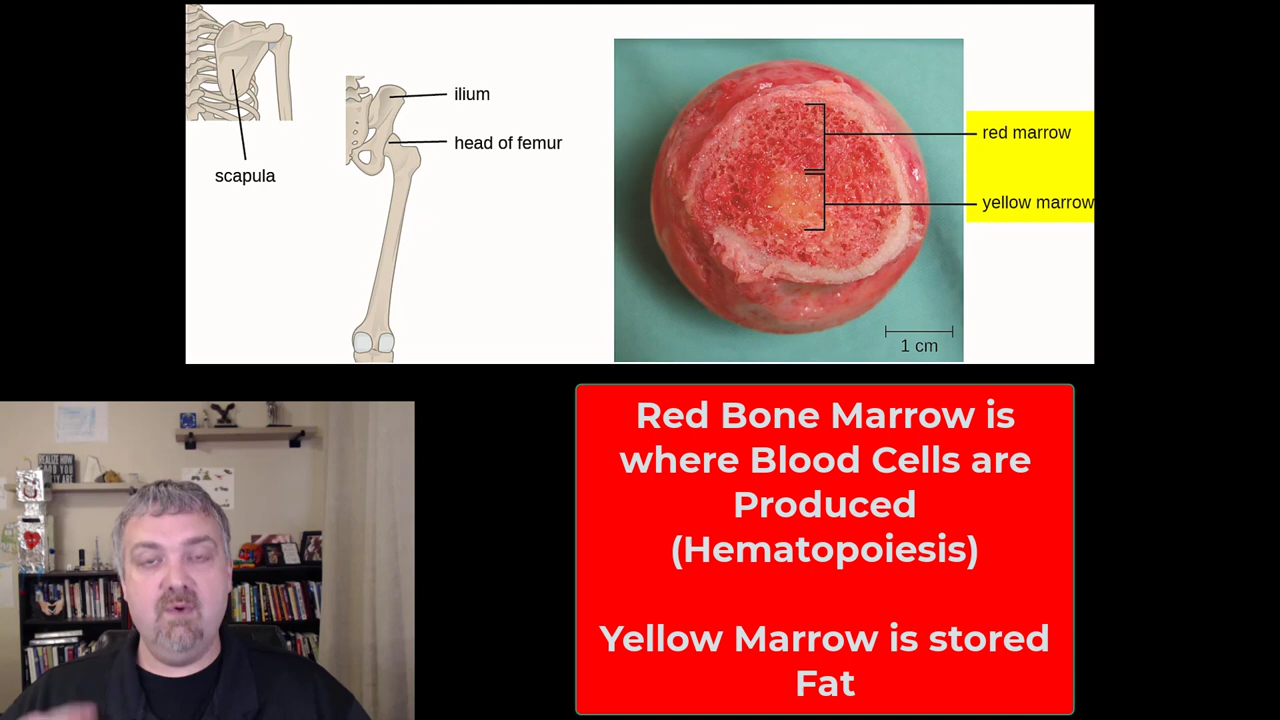 scapula
ilium
head of femur
red marrow
yellow marrow
1 cm
Red Bone Marrow is
where Blood Cells are
Produced
(Hematopoiesis)
Yellow Marrow is stored
Fat